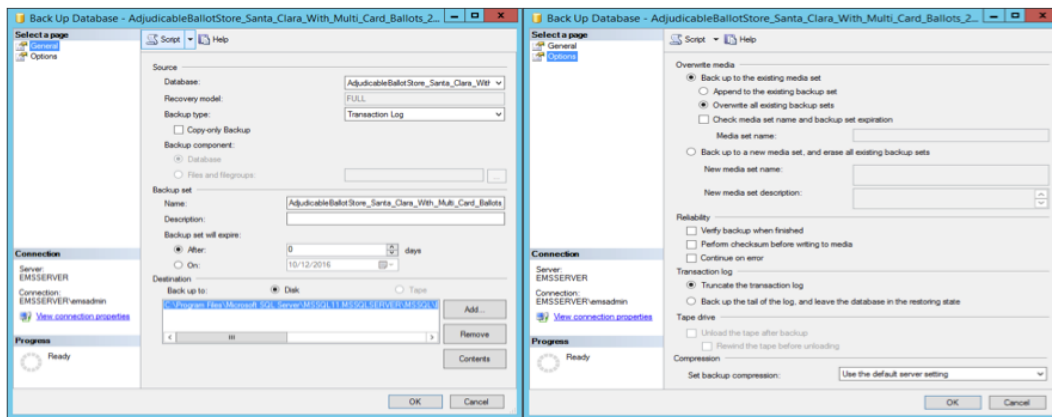 Back Up Database - AdjudicableBallotStore_Santa_Clara_With_Multi_Card_Ballots_2...
Select a page
General
Options
Script
Help
Source
Database:
AdjudicableBallotStore_Santa_Clara_With
Recovery model:
FULL
Backup type:
Transaction Log
Copy-only Backup
Backup component:
Database
Files and filegroups:
...
Backup set
Name:
AdjudicableBallotStore_Santa_Clara_With_Multi_Card_Ballots
Description:
Backup set will expire:
After:
0
days
On:
10/12/2016
Destination
Back up to:
Disk
Tape
C:\Program Files\Microsoft SQL Server\MSSQL11.MSSQLSERVER\MSSQL\
Add...
Remove
Contents
Connection
Server:
EMSSERVER
Connection:
EMSSERVER\emsadmin
View connection properties
Progress
Ready
OK
Cancel
Back Up Database - AdjudicableBallotStore_Santa_Clara_With_Multi_Card_Ballots_2...
Select a page
General
Options
Script
Help
Overwrite media
Back up to the existing media set
Append to the existing backup set
Overwrite all existing backup sets
Check media set name and backup set expiration
Media set name:
Back up to a new media set, and erase all existing backup sets
New media set name:
New media set description:
Reliability
Verify backup when finished
Perform checksum before writing to media
Continue on error
Transaction log
Truncate the transaction log
Back up the tail of the log, and leave the database in the restoring state
Tape drive
Unload the tape after backup
Rewind the tape before unloading
Compression
Set backup compression:
Use the default server setting
Connection
Server:
EMSSERVER
Connection:
EMSSERVER\emsadmin
View connection properties
Progress
Ready
OK
Cancel